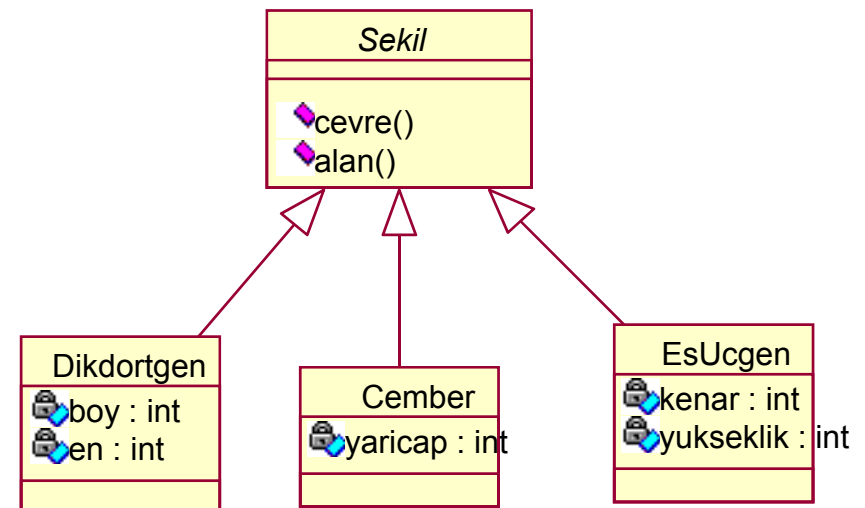 Sekil
cevre()
alan()
Dikdortgen
boy : int
en : int
Cember
yaricap : int
EsUcgen
kenar : int
yukseklik : int